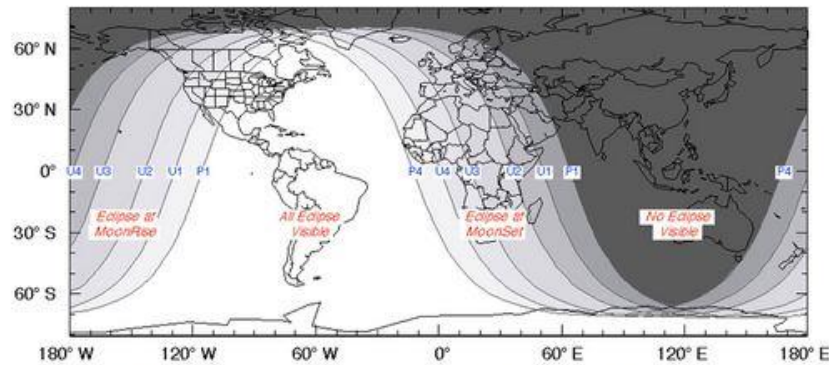 60° N
30° N
0°
30° S
60° S
U4 U3 U2 U1 P1 P4 U4 U3 U2 U1 P1 P4
Eclipse at All Eclipse Eclipse at No Eclipse
MoonRise Visible MoonSet Visible
180° W 120° W 60° W 0° 60° E 120° E 180° E